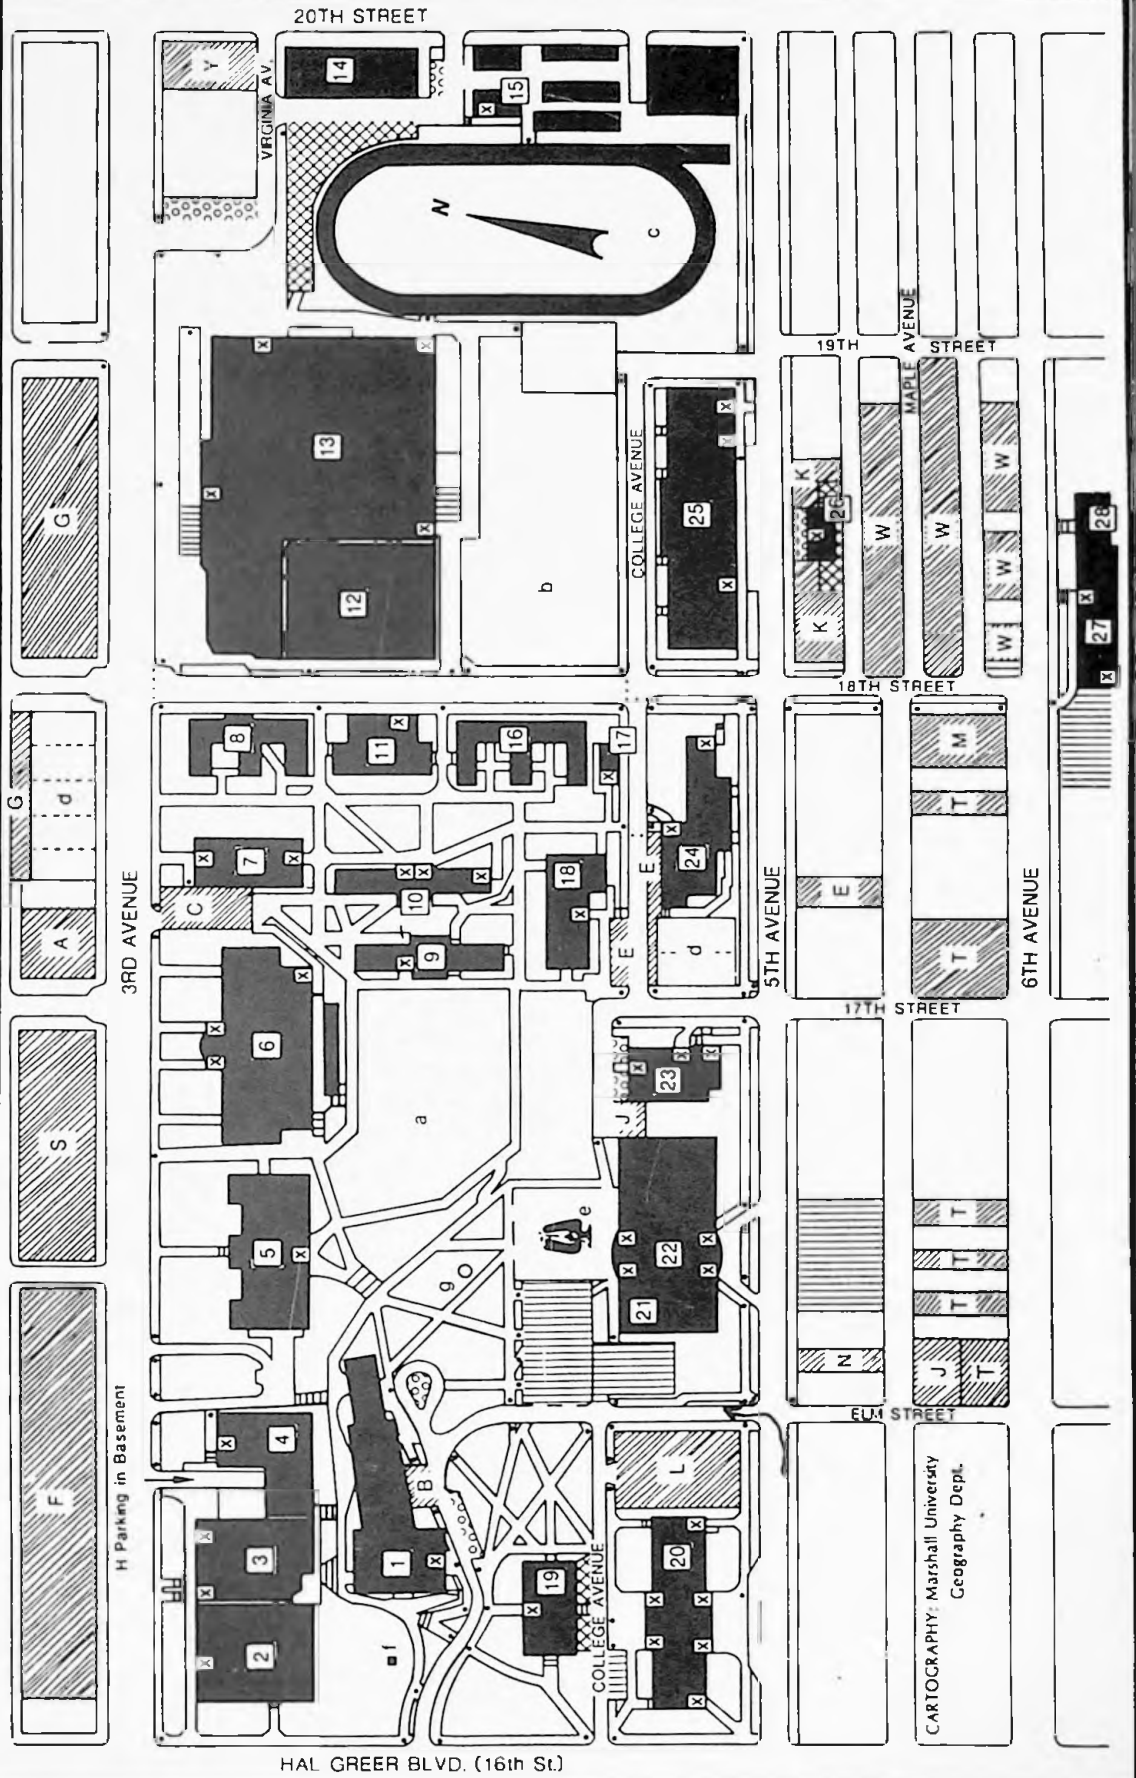 20TH STREET
Y
VIRGINIA AV.
14
15
X
N
c
MAPLE AVENUE
19TH STREET
X
X
13
X
X
G
12
b
COLLEGE AVENUE
X
X
25
X
K
X
26
K
W
W
W
W
W
28
X
27
X
18TH STREET
G
d
A
3RD AVENUE
8
11
X
16
17
X
X
24
X
M
T
E
T
5TH AVENUE
6TH AVENUE
X
7
X
C
X
X
X
10
18
X
E
E
d
f
9
X
17TH STREET
S
X
X
X
6
a
X
23
X
X
J
5
X
g
e
X
X
22
X
X
21
T
T
T
N
J
T
ELM STREET
F
H Parking in Basement
X
4
B
L
X
3
X
1
X
19
X
COLLEGE AVENUE
20
X
X
X
X
X
X
X
2
X
f
CARTOGRAPHY: Marshall University
Geography Dept.
HAL GREER BLVD. (16th St.)